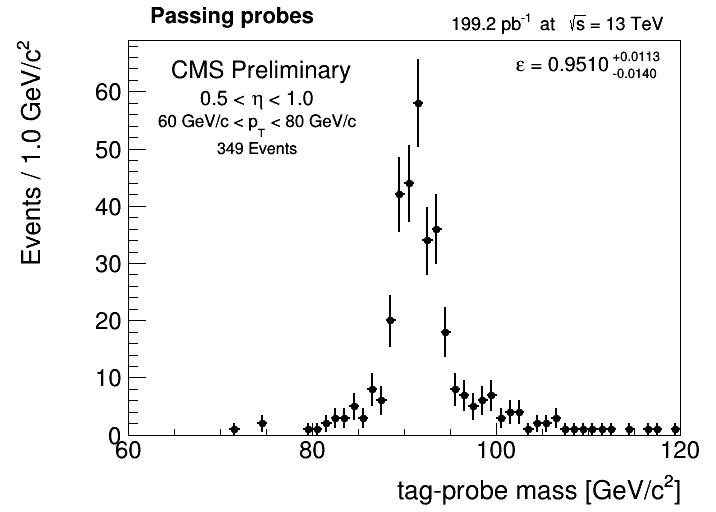 Passing probes
199.2 pb⁻¹ at √s = 13 TeV
CMS Preliminary
0.5 < η < 1.0
60 GeV/c < p_T < 80 GeV/c
349 Events
ε = 0.9510 +0.0113 -0.0140
Events / 1.0 GeV/c²
60
50
40
30
20
10
0
60 80 100 120
tag-probe mass [GeV/c²]